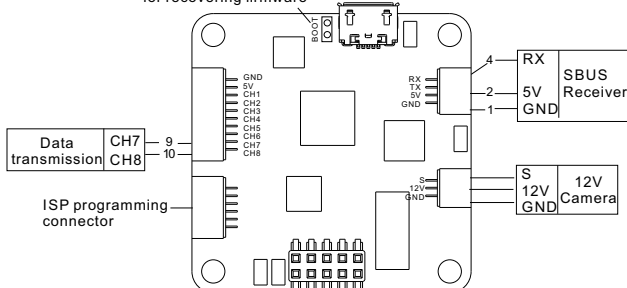 for recovering firmware
BOOT
GND
5V
CH1
CH2
CH3
CH4
CH5
CH6
CH7
CH8
RX
TX
5V
GND
4
2
1
RX
5V
GND
SBUS
Receiver
Data
transmission
CH7
CH8
9
10
ISP programming
connector
S
12V
GND
S
12V
GND
12V
Camera